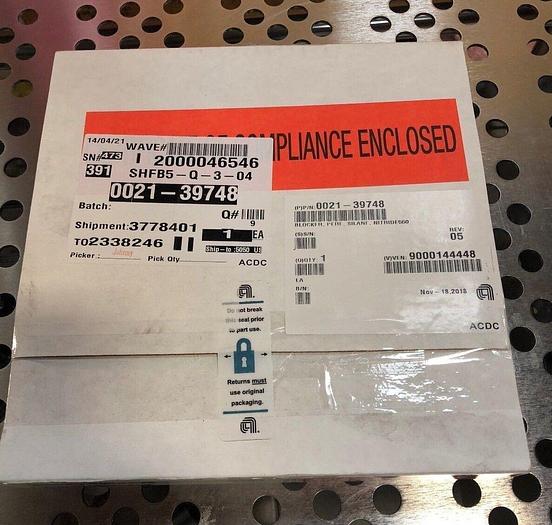 COMPLIANCE ENCLOSED
14/04/21 WAVE#
SN#473 I 2000046546
391 SHFB5-Q-3-04
0021-39748
Batch: Q#
9
Shipment:3778401 1 EA
TO2338246 Ship-to :5050 U
Picker : Pick Qty
ACDC
(P)P/N:0021-39748
BLOCKER, PETE, SILANE, NITRIDE
REV:
05
(S)S/N:
(Q)QTY: 1
(V)VEN: 9000144448
EA
B/N:
Nov-18.2018
ACDC
Do not break
this seal prior
to part use.
Returns must
use original
packaging.